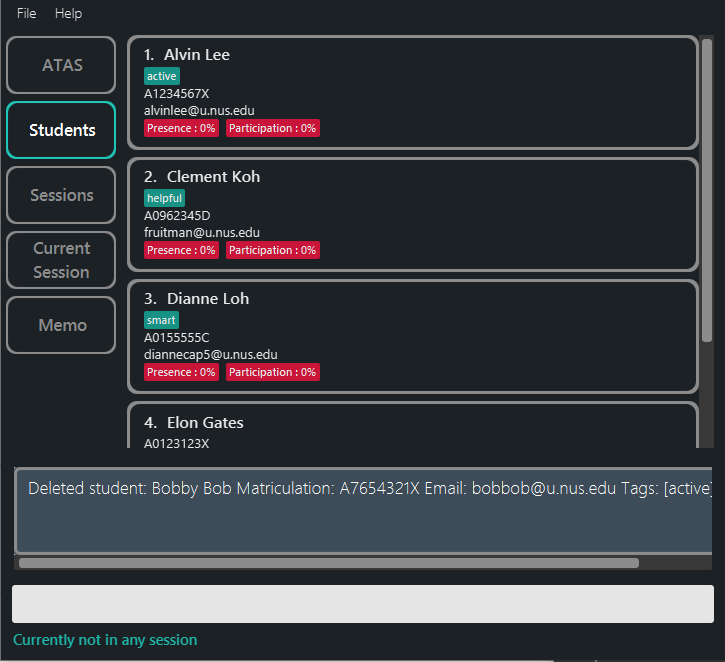 File Help
ATAS
Students
Sessions
Current
Session
Memo
1. Alvin Lee
active
A1234567X
alvinlee@u.nus.edu
Presence : 0% Participation : 0%
2. Clement Koh
helpful
A0962345D
fruitman@u.nus.edu
Presence : 0% Participation : 0%
3. Dianne Loh
smart
A0155555C
diannecap5@u.nus.edu
Presence : 0% Participation : 0%
4. Elon Gates
A0123123X
Deleted student: Bobby Bob Matriculation: A7654321X Email: bobbob@u.nus.edu Tags: [active]
Currently not in any session